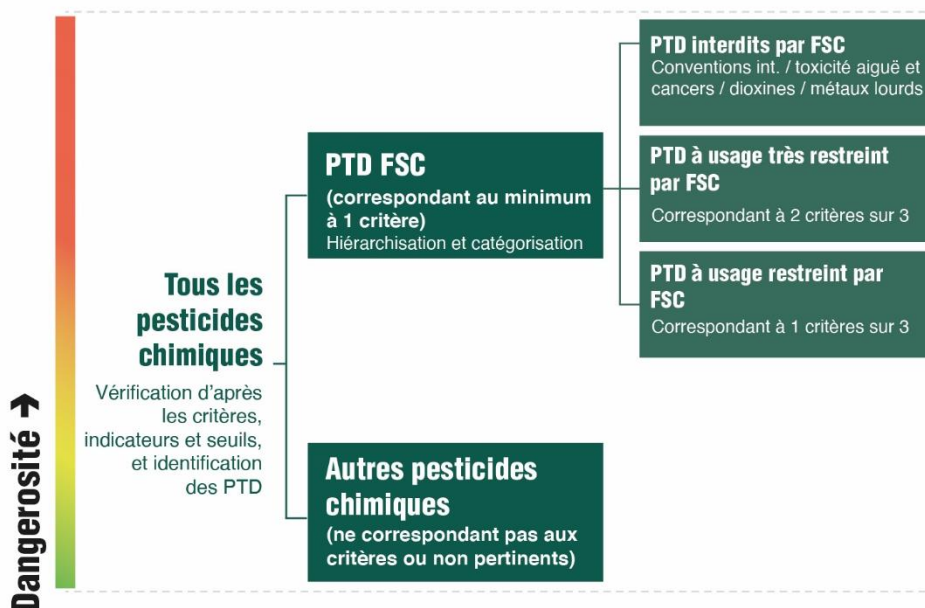 Dangerosité →
Tous les
pesticides
chimiques
Vérification d'après
les critères,
indicateurs et seuils,
et identification
des PTD
PTD FSC
(correspondant au minimum
à 1 critère)
Hiérarchisation et catégorisation
Autres pesticides
chimiques
(ne correspondant pas aux
critères ou non pertinents)
PTD interdits par FSC
Conventions int. / toxicité aiguë et
cancers / dioxines / métaux lourds
PTD à usage très restreint
par FSC
Correspondant à 2 critères sur 3
PTD à usage restreint par
FSC
Correspondant à 1 critères sur 3